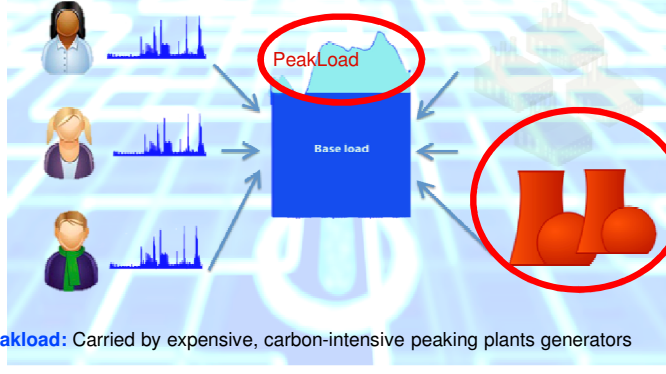 PeakLoad
Base load
akload: Carried by expensive, carbon-intensive peaking plants generators